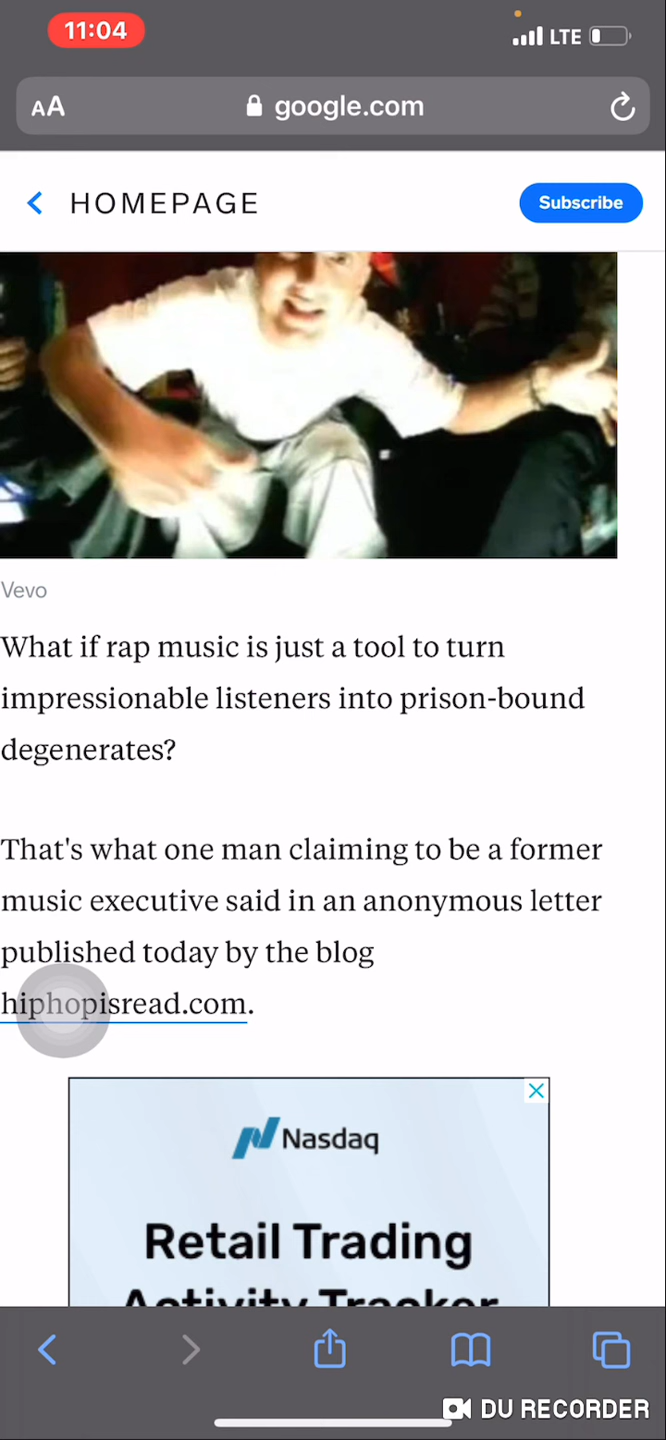 11:04
LTE
AA
google.com
HOMEPAGE
Subscribe
Vevo
What if rap music is just a tool to turn
impressionable listeners into prison-bound
degenerates?
That's what one man claiming to be a former
music executive said in an anonymous letter
published today by the blog
hiphopisread.com.
Nasdaq
Retail Trading
Activity Tracker
DU RECORDER